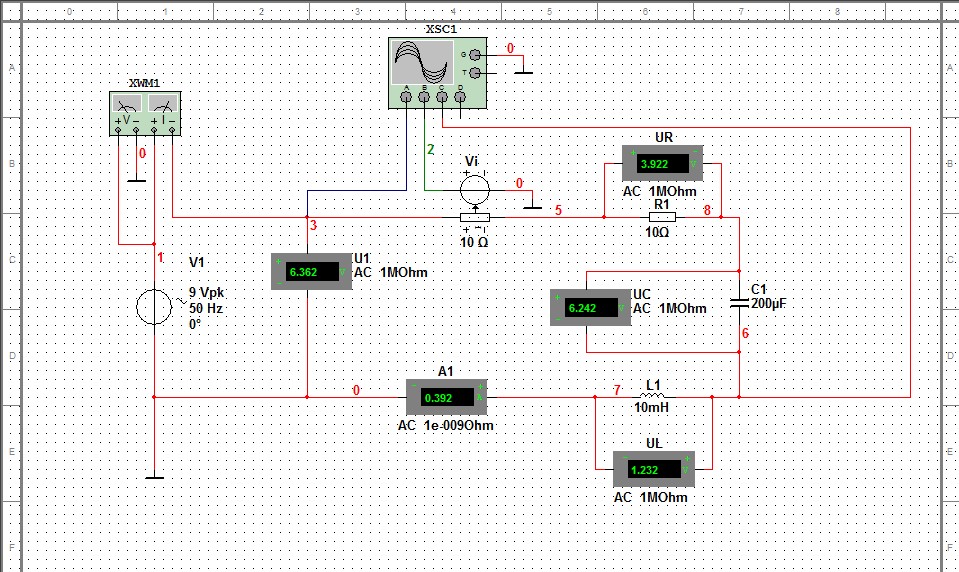 0 1 2 3 4 5 6 7 8
XSC1
G
T
A B C D
0
A
A
XWM1
V I
+ - + -
0
2
B
B
Vi
+ -
0
UR
+ -
3.922 V
AC 1MOhm
3
+ -
10 Ω
5
R1
10Ω
8
1
C
C
V1
9 Vpk
50 Hz
0°
U1
+
6.362 V
-
AC 1MOhm
UC
+
6.242 V
-
AC 1MOhm
C1
200µF
6
D
D
0
A1
- +
0.392 A
AC 1e-009Ohm
7
L1
10mH
E
E
UL
- +
1.232 V
AC 1MOhm
F
F